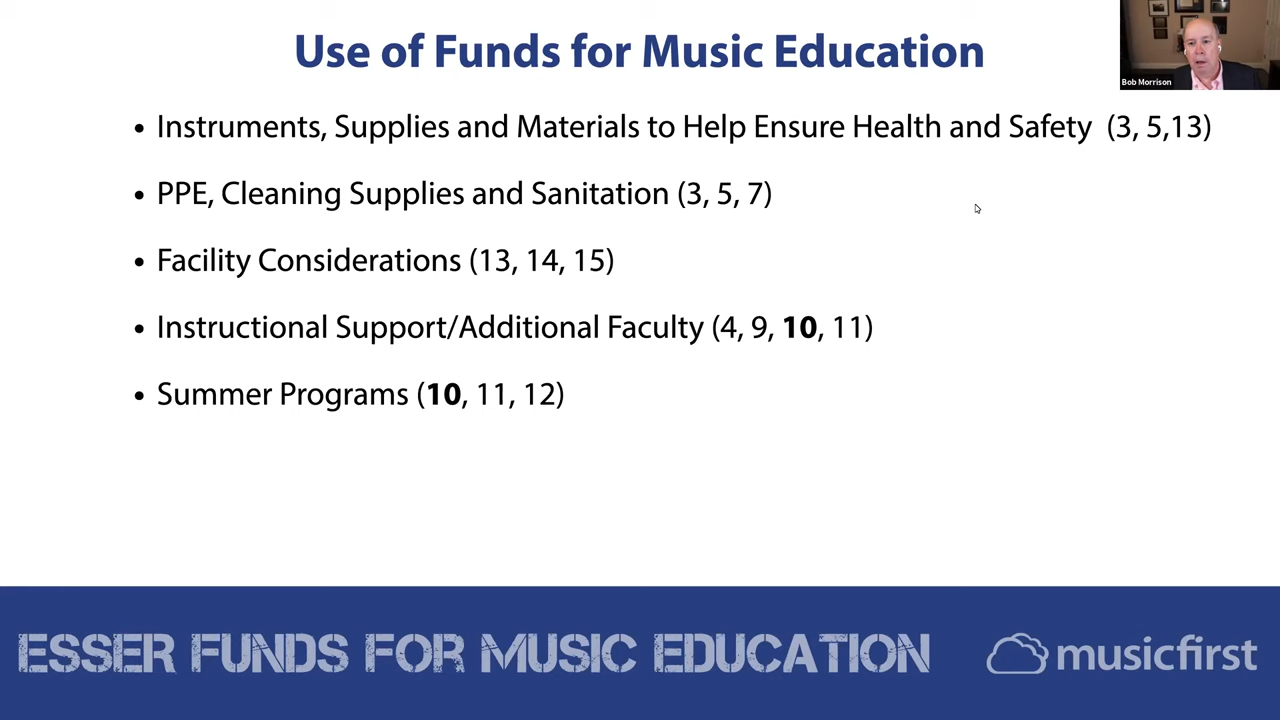 Use of Funds for Music Education
Bob Morrison
• Instruments, Supplies and Materials to Help Ensure Health and Safety (3, 5,13)
• PPE, Cleaning Supplies and Sanitation (3, 5, 7)
• Facility Considerations (13, 14, 15)
• Instructional Support/Additional Faculty (4, 9, 10, 11)
• Summer Programs (10, 11, 12)
ESSER FUNDS FOR MUSIC EDUCATION
musicfirst